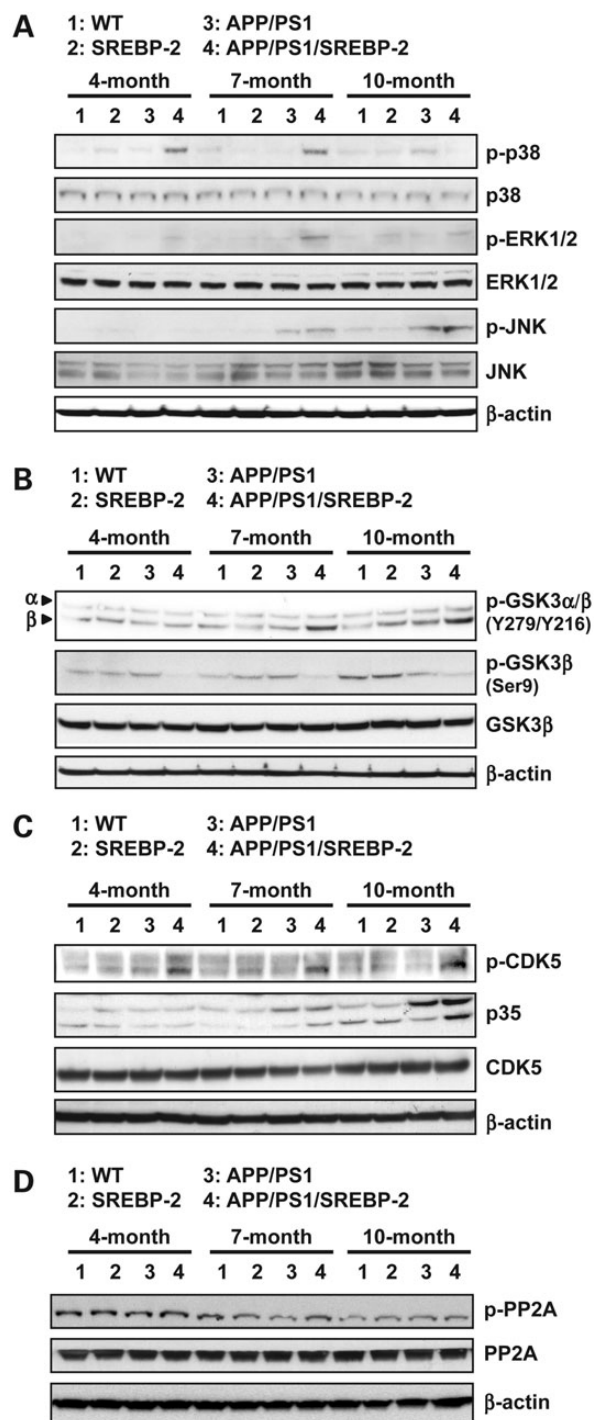 A
1: WT 3: APP/PS1
2: SREBP-2 4: APP/PS1/SREBP-2
4-month 7-month 10-month
1 2 3 4 1 2 3 4 1 2 3 4
p-p38
p38
p-ERK1/2
ERK1/2
p-JNK
JNK
β-actin
B
1: WT 3: APP/PS1
2: SREBP-2 4: APP/PS1/SREBP-2
4-month 7-month 10-month
1 2 3 4 1 2 3 4 1 2 3 4
α
β
p-GSK3α/β
(Y279/Y216)
p-GSK3β
(Ser9)
GSK3β
β-actin
C
1: WT 3: APP/PS1
2: SREBP-2 4: APP/PS1/SREBP-2
4-month 7-month 10-month
1 2 3 4 1 2 3 4 1 2 3 4
p-CDK5
p35
CDK5
β-actin
D
1: WT 3: APP/PS1
2: SREBP-2 4: APP/PS1/SREBP-2
4-month 7-month 10-month
1 2 3 4 1 2 3 4 1 2 3 4
p-PP2A
PP2A
β-actin